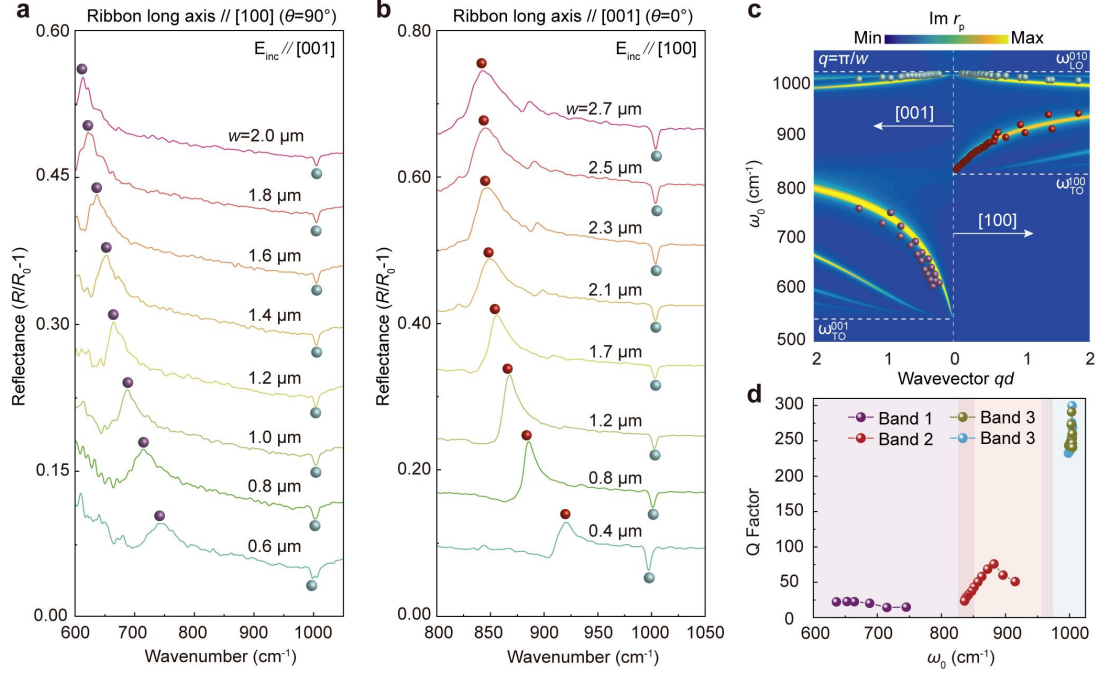 a
Ribbon long axis // [100] (θ=90°)
E_inc // [001]
w=2.0 μm
1.8 μm
1.6 μm
1.4 μm
1.2 μm
1.0 μm
0.8 μm
0.6 μm
0.60
0.45
0.30
0.15
0.00
Reflectance (R/R₀-1)
600 700 800 900 1000
Wavenumber (cm⁻¹)
b
Ribbon long axis // [001] (θ=0°)
E_inc // [100]
w=2.7 μm
2.5 μm
2.3 μm
2.1 μm
1.7 μm
1.2 μm
0.8 μm
0.4 μm
0.80
0.60
0.40
0.20
0.00
Reflectance (R/R₀-1)
800 850 900 950 1000 1050
Wavenumber (cm⁻¹)
c
Im r_p
Min Max
q=π/w
ω_LO^010
[001]
ω_TO^100
[100]
ω_TO^001
1000
900
800
700
600
500
ω₀ (cm⁻¹)
2 1 0 1 2
Wavevector qd
d
Band 1 Band 3
Band 2 Band 3
300
250
200
150
100
50
0
Q Factor
600 700 800 900 1000
ω₀ (cm⁻¹)